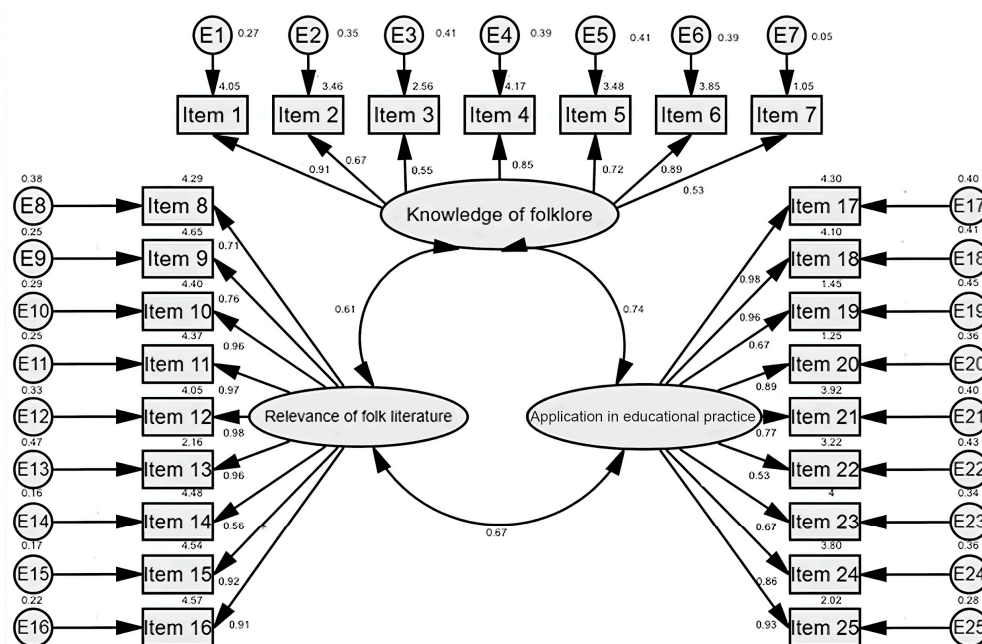 E1 0.27 E2 0.35 E3 0.41 E4 0.39 E5 0.41 E6 0.39 E7 0.05
4.05 3.46 2.56 4.17 3.48 3.85 1.05
Item 1 Item 2 Item 3 Item 4 Item 5 Item 6 Item 7
0.91 0.67 0.55 0.85 0.72 0.89 0.53
Knowledge of folklore
0.61 0.74
0.38 4.29
E8 Item 8
0.71
0.25 4.65
E9 Item 9
0.76
0.29 4.40
E10 Item 10
0.96
0.25 4.37
E11 Item 11
0.97
0.33 4.05
E12 Item 12
0.98
0.47 2.16
E13 Item 13
0.96
0.16 4.48
E14 Item 14
0.56
0.17 4.54
E15 Item 15
0.92
0.22 4.57
E16 Item 16
0.91
Relevance of folk literature
0.67
Application in educational practice
4.30 0.40
Item 17 E17
0.98
4.10 0.41
Item 18 E18
0.96
1.45 0.45
Item 19 E19
0.67
1.25 0.36
Item 20 E20
0.89
3.92 0.40
Item 21 E21
0.77
3.22 0.43
Item 22 E22
0.53
4 0.34
Item 23 E23
0.67
3.80 0.36
Item 24 E24
0.86
2.02 0.28
Item 25 E25
0.93